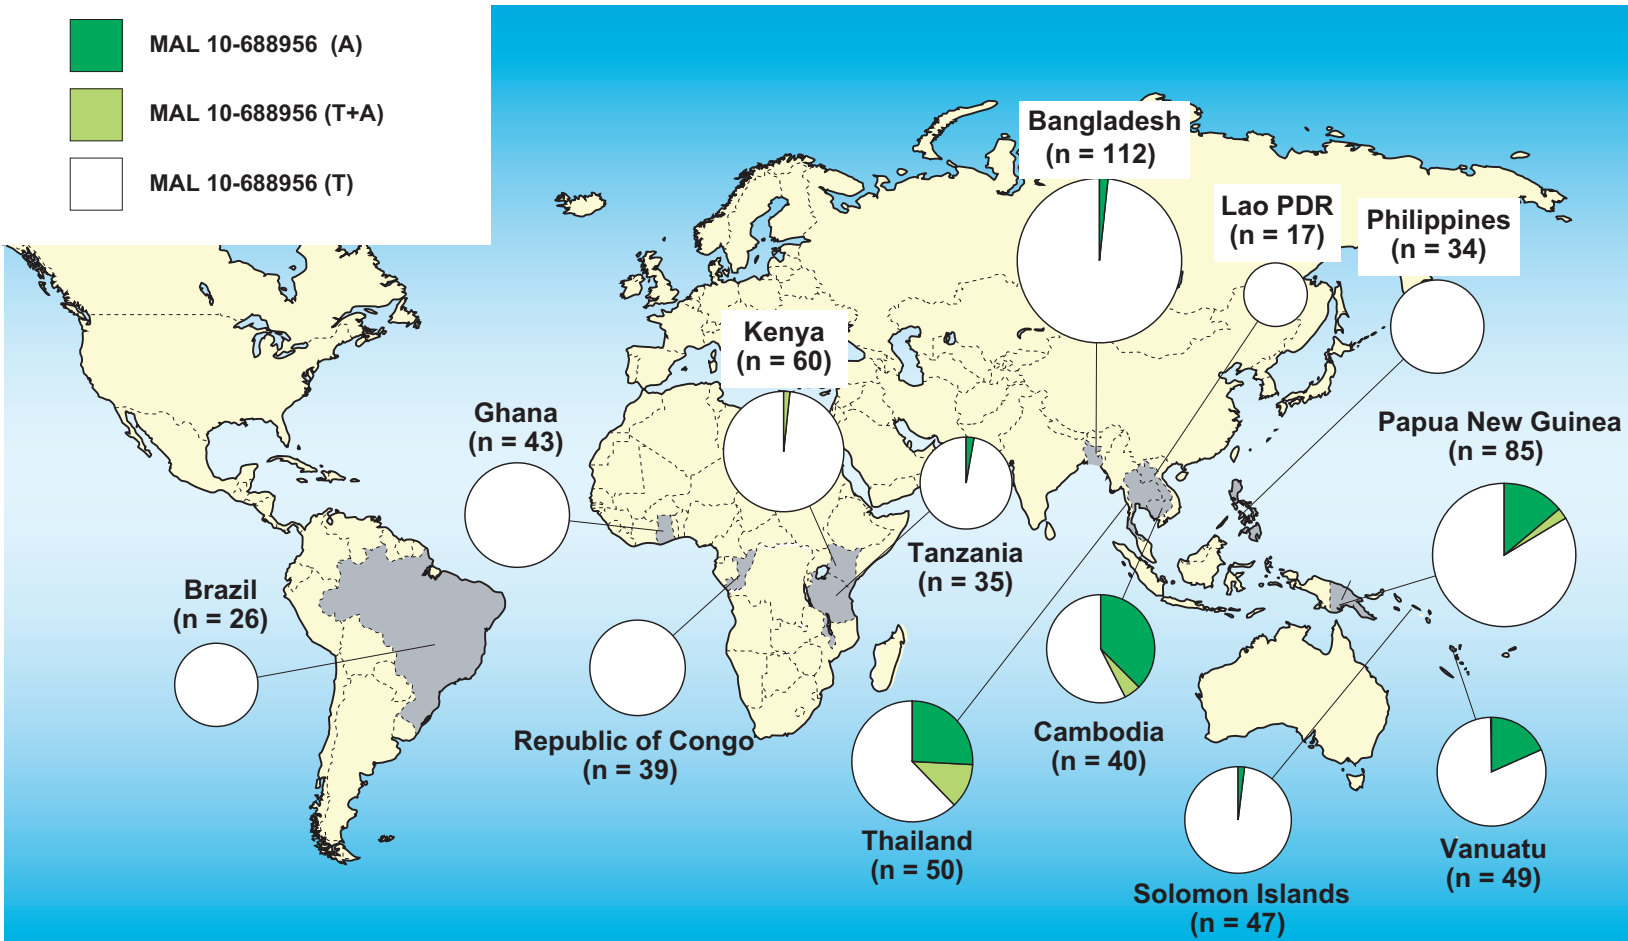 MAL 10-688956 (A)
MAL 10-688956 (T+A)
MAL 10-688956 (T)
Bangladesh
(n = 112)
Lao PDR
(n = 17)
Philippines
(n = 34)
Kenya
(n = 60)
Ghana
(n = 43)
Papua New Guinea
(n = 85)
Tanzania
(n = 35)
Brazil
(n = 26)
Republic of Congo
(n = 39)
Cambodia
(n = 40)
Thailand
(n = 50)
Vanuatu
(n = 49)
Solomon Islands
(n = 47)